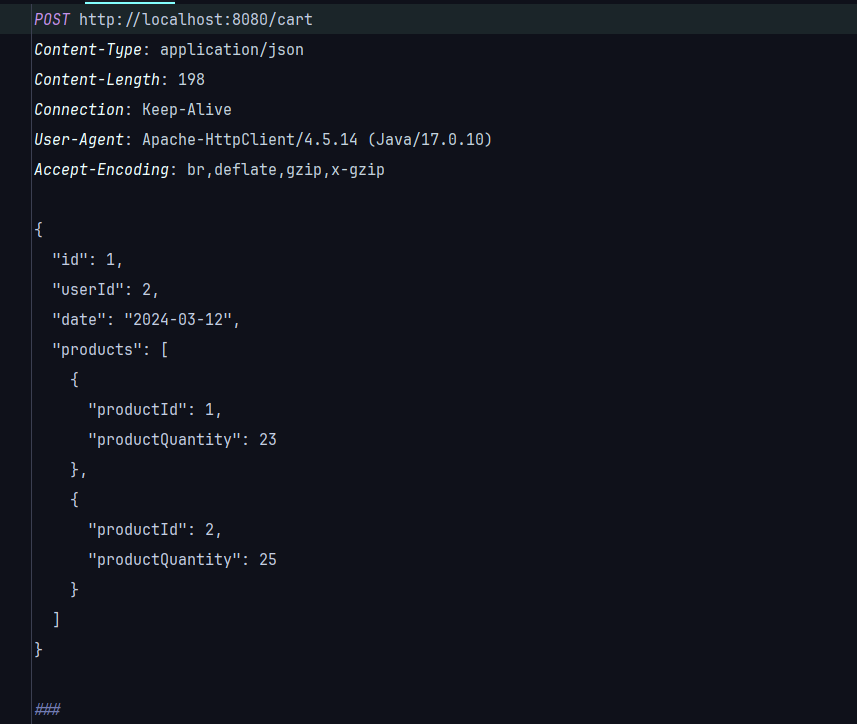 POST http://localhost:8080/cart
Content-Type: application/json
Content-Length: 198
Connection: Keep-Alive
User-Agent: Apache-HttpClient/4.5.14 (Java/17.0.10)
Accept-Encoding: br,deflate,gzip,x-gzip

{
  "id": 1,
  "userId": 2,
  "date": "2024-03-12",
  "products": [
    {
      "productId": 1,
      "productQuantity": 23
    },
    {
      "productId": 2,
      "productQuantity": 25
    }
  ]
}

###